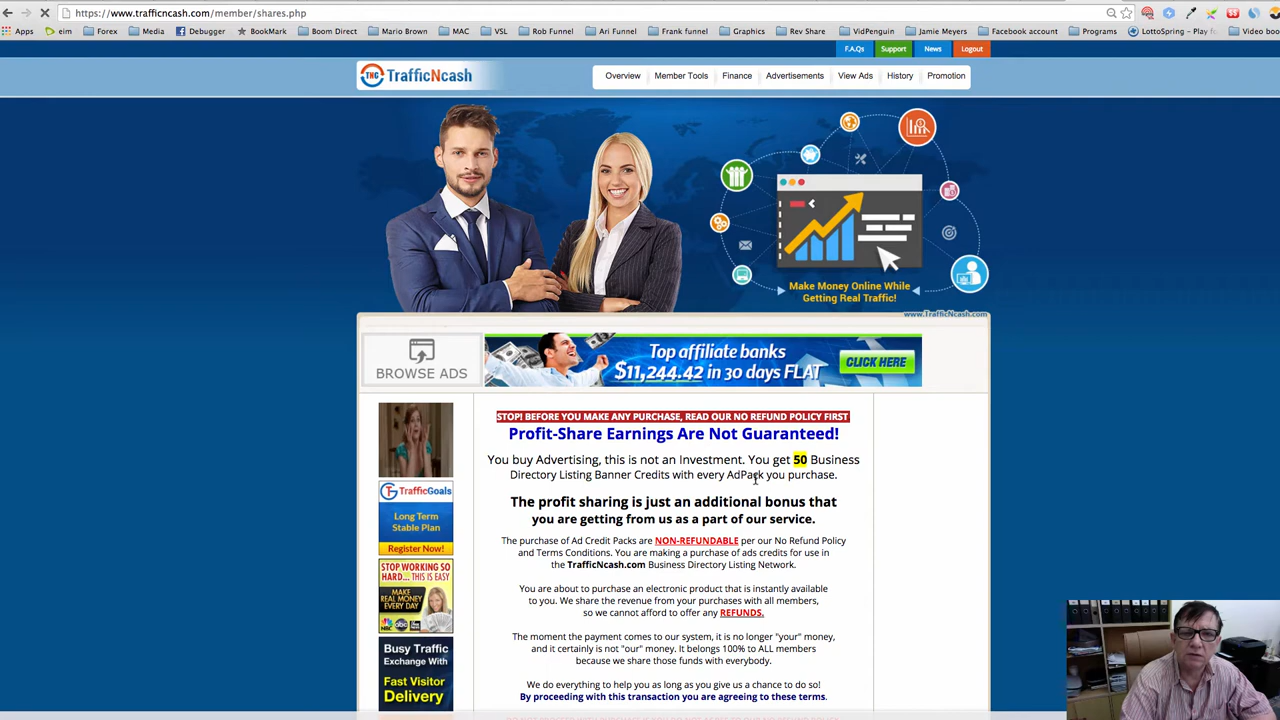 https://www.trafficncash.com/member/shares.php
Apps
eim
Forex
Media
Debugger
BookMark
Boom Direct
Mario Brown
MAC
VSL
Rob Funnel
Ari Funnel
Frank funnel
Graphics
Rev Share
VidPenguin
Jamie Meyers
Facebook account
Programs
LottoSpring – Play f
Video boo
F.A.Qs
Support
News
Logout
TNC TrafficNcash
Overview
Member Tools
Finance
Advertisements
View Ads
History
Promotion
Make Money Online While
Getting Real Traffic!
www.TrafficNcash.com
BROWSE ADS
Top affiliate banks
$11,244.42 in 30 days FLAT
CLICK HERE
TrafficGoals
Long Term
Stable Plan
Register Now!
STOP WORKING SO
HARD... THIS IS EASY
MAKE
REAL MONEY
EVERY DAY
NBC abc
Busy Traffic
Exchange With
Fast Visitor
Delivery
STOP! BEFORE YOU MAKE ANY PURCHASE, READ OUR NO REFUND POLICY FIRST
Profit-Share Earnings Are Not Guaranteed!
You buy Advertising, this is not an Investment. You get 50 Business
Directory Listing Banner Credits with every AdPack you purchase.
The profit sharing is just an additional bonus that
you are getting from us as a part of our service.
The purchase of Ad Credit Packs are NON-REFUNDABLE per our No Refund Policy
and Terms Conditions. You are making a purchase of ads credits for use in
the TrafficNcash.com Business Directory Listing Network.
You are about to purchase an electronic product that is instantly available
to you. We share the revenue from your purchases with all members,
so we cannot afford to offer any REFUNDS.
The moment the payment comes to our system, it is no longer "your" money,
and it certainly is not "our" money. It belongs 100% to ALL members
because we share those funds with everybody.
We do everything to help you as long as you give us a chance to do so!
By proceeding with this transaction you are agreeing to these terms.